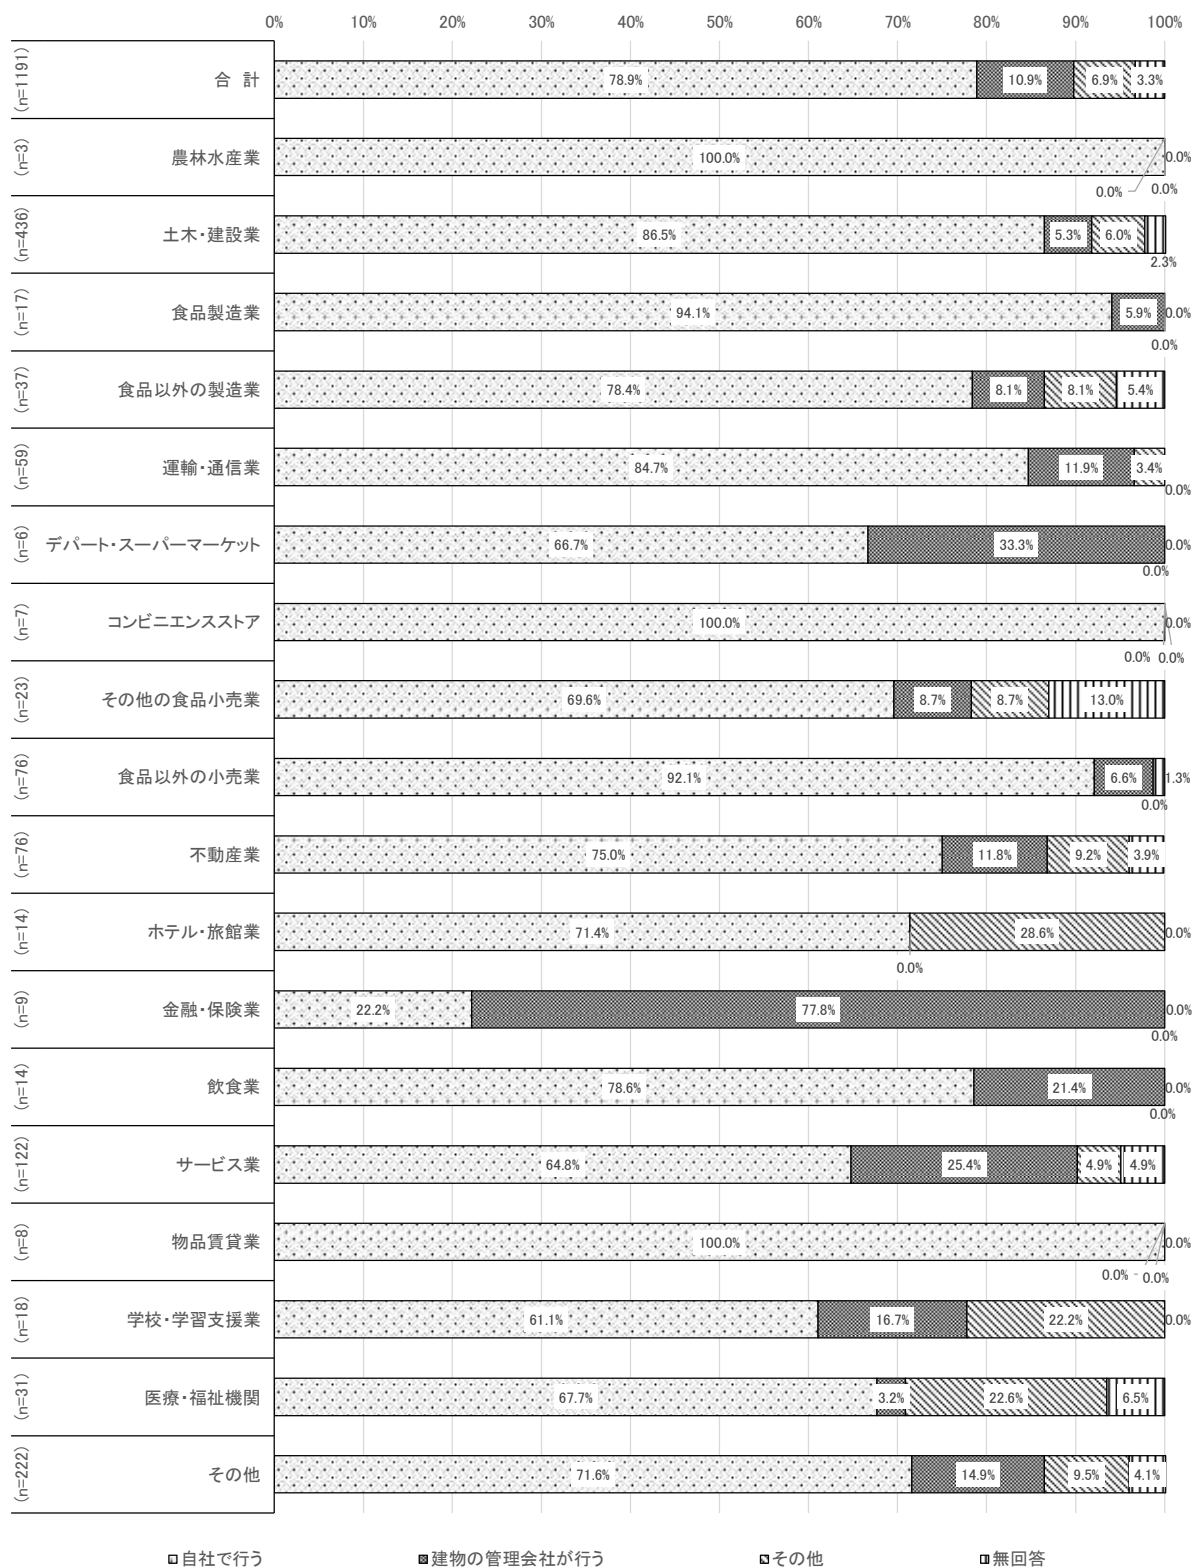 0% 10% 20% 30% 40% 50% 60% 70% 80% 90% 100%
(n=1191) 合 計 78.9% 10.9% 6.9% 3.3%
(n=3) 農林水産業 100.0% 0.0%
0.0% 0.0%
(n=436) 土木・建設業 86.5% 5.3% 6.0%
2.3%
(n=17) 食品製造業 94.1% 5.9% 0.0%
0.0%
(n=37) 食品以外の製造業 78.4% 8.1% 8.1% 5.4%
(n=59) 運輸・通信業 84.7% 11.9% 3.4%
0.0%
(n=6) デパート・スーパーマーケット 66.7% 33.3% 0.0%
0.0%
(n=7) コンビニエンスストア 100.0% 0.0%
0.0% 0.0%
(n=23) その他の食品小売業 69.6% 8.7% 8.7% 13.0%
(n=76) 食品以外の小売業 92.1% 6.6% 1.3%
0.0%
(n=76) 不動産業 75.0% 11.8% 9.2% 3.9%
(n=14) ホテル・旅館業 71.4% 28.6% 0.0%
0.0%
(n=9) 金融・保険業 22.2% 77.8% 0.0%
0.0%
(n=14) 飲食業 78.6% 21.4% 0.0%
0.0%
(n=122) サービス業 64.8% 25.4% 4.9% 4.9%
(n=8) 物品賃貸業 100.0% 0.0%
0.0% 0.0%
(n=18) 学校・学習支援業 61.1% 16.7% 22.2% 0.0%
(n=31) 医療・福祉機関 67.7% 3.2% 22.6% 6.5%
(n=222) その他 71.6% 14.9% 9.5% 4.1%
自社で行う 建物の管理会社が行う その他 無回答